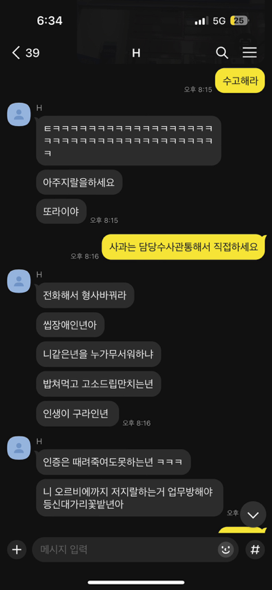 6:34
5G 25
39
H
수고해라
오후 8:15
H
ㅌㅋㅋㅋㅋㅋㅋㅋㅋㅋㅋㅋㅋㅋㅋㅋㅋㅋㅋ
ㅋㅋㅋㅋㅋㅋㅋㅋㅋㅋㅋㅋㅋㅋㅋㅋㅋㅋㅋ
ㅋ
아주지랄을하세요
또라이야
오후 8:15
사과는 담당수사관통해서 직접하세요
오후 8:16
H
전화해서 형사바꿔라
씹장애인년아
니같은년을 누가무서워하냐
밥쳐먹고 고소드립만치는년
인생이 구라인년
오후 8:16
H
인증은 때려죽여도못하는년 ㅋㅋㅋ
니 오르비에까지 저지랄하는거 업무방해야
등신대가리꽃밭년아
오후
메시지 입력
#